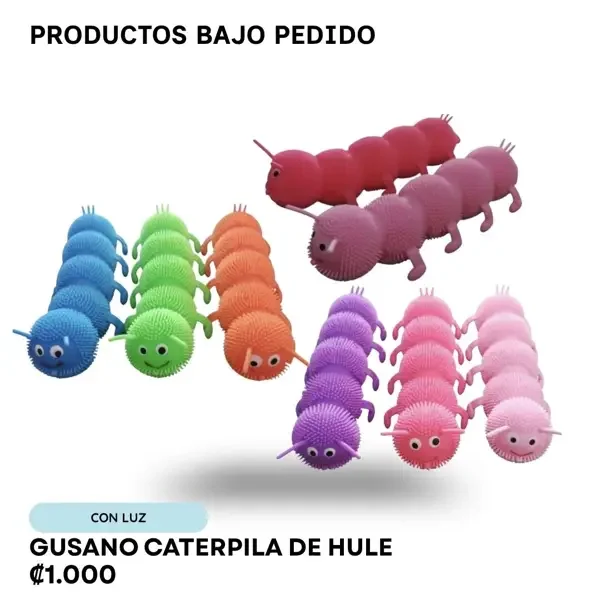 PRODUCTOS BAJO PEDIDO
CON LUZ
GUSANO CATERPILA DE HULE
₡1.000